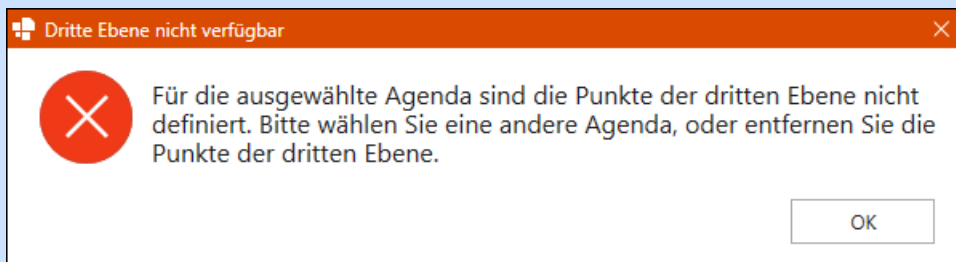 Dritte Ebene nicht verfügbar
Für die ausgewählte Agenda sind die Punkte der dritten Ebene nicht
definiert. Bitte wählen Sie eine andere Agenda, oder entfernen Sie die
Punkte der dritten Ebene.
OK